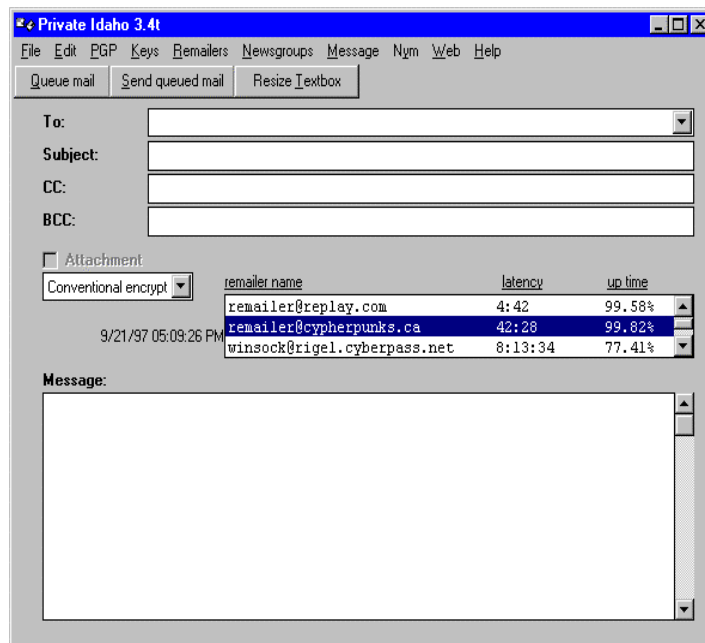 Private Idaho 3.4t
File Edit PGP Keys Remailers Newsgroups Message Nym Web Help
Queue mail Send queued mail Resize Textbox
To:
Subject:
CC:
BCC:
Attachment
Conventional encrypt
remailer name latency up time
remailer@replay.com 4:42 99.58%
remailer@cypherpunks.ca 42:28 99.82%
9/21/97 05:09:26 PM
winsock@rigel.cyberpass.net 8:13:34 77.41%
Message: